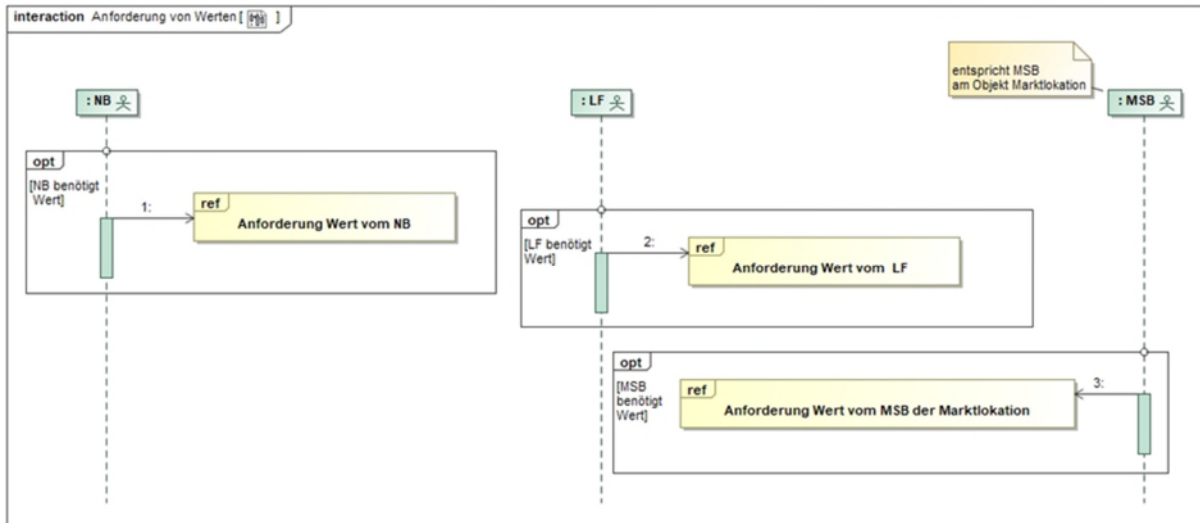 interaction Anforderung von Werten [ ]
entspricht MSB
am Objekt Marktlokation
: NB
: LF
: MSB
opt
[NB benötigt
Wert]
1:
ref
Anforderung Wert vom NB
opt
[LF benötigt
Wert]
2:
ref
Anforderung Wert vom LF
opt
[MSB
benötigt
Wert]
ref
Anforderung Wert vom MSB der Marktlokation
3: